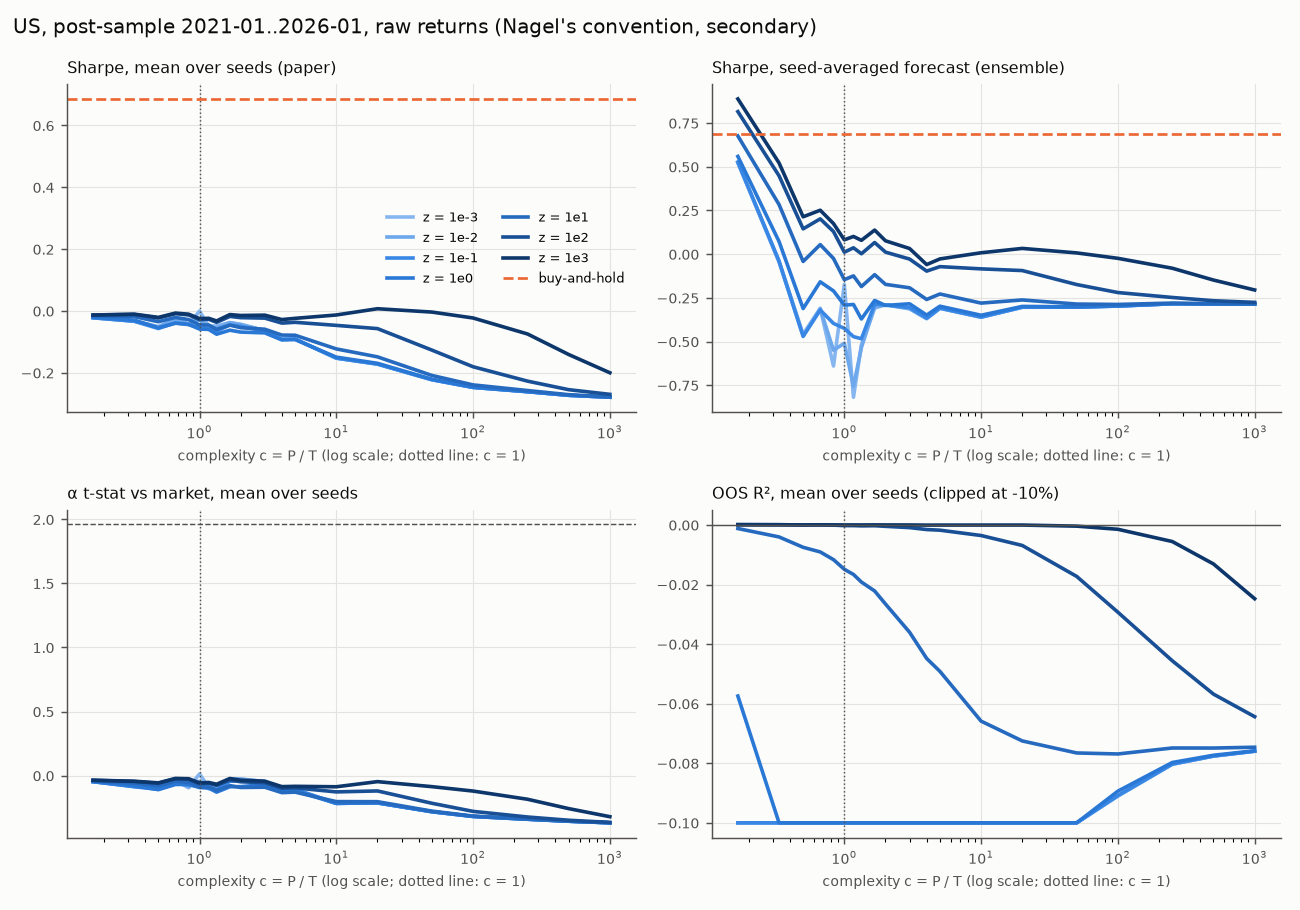 US, post-sample 2021-01..2026-01, raw returns (Nagel's convention, secondary)
Sharpe, mean over seeds (paper)
0.6
0.4
0.2
0.0
−0.2
z = 1e-3
z = 1e-2
z = 1e-1
z = 1e0
z = 1e1
z = 1e2
z = 1e3
buy-and-hold
10⁰
10¹
10²
10³
complexity c = P / T (log scale; dotted line: c = 1)
Sharpe, seed-averaged forecast (ensemble)
0.75
0.50
0.25
0.00
−0.25
−0.50
−0.75
10⁰
10¹
10²
10³
complexity c = P / T (log scale; dotted line: c = 1)
α t-stat vs market, mean over seeds
2.0
1.5
1.0
0.5
0.0
10⁰
10¹
10²
10³
complexity c = P / T (log scale; dotted line: c = 1)
OOS R², mean over seeds (clipped at -10%)
0.00
−0.02
−0.04
−0.06
−0.08
−0.10
10⁰
10¹
10²
10³
complexity c = P / T (log scale; dotted line: c = 1)